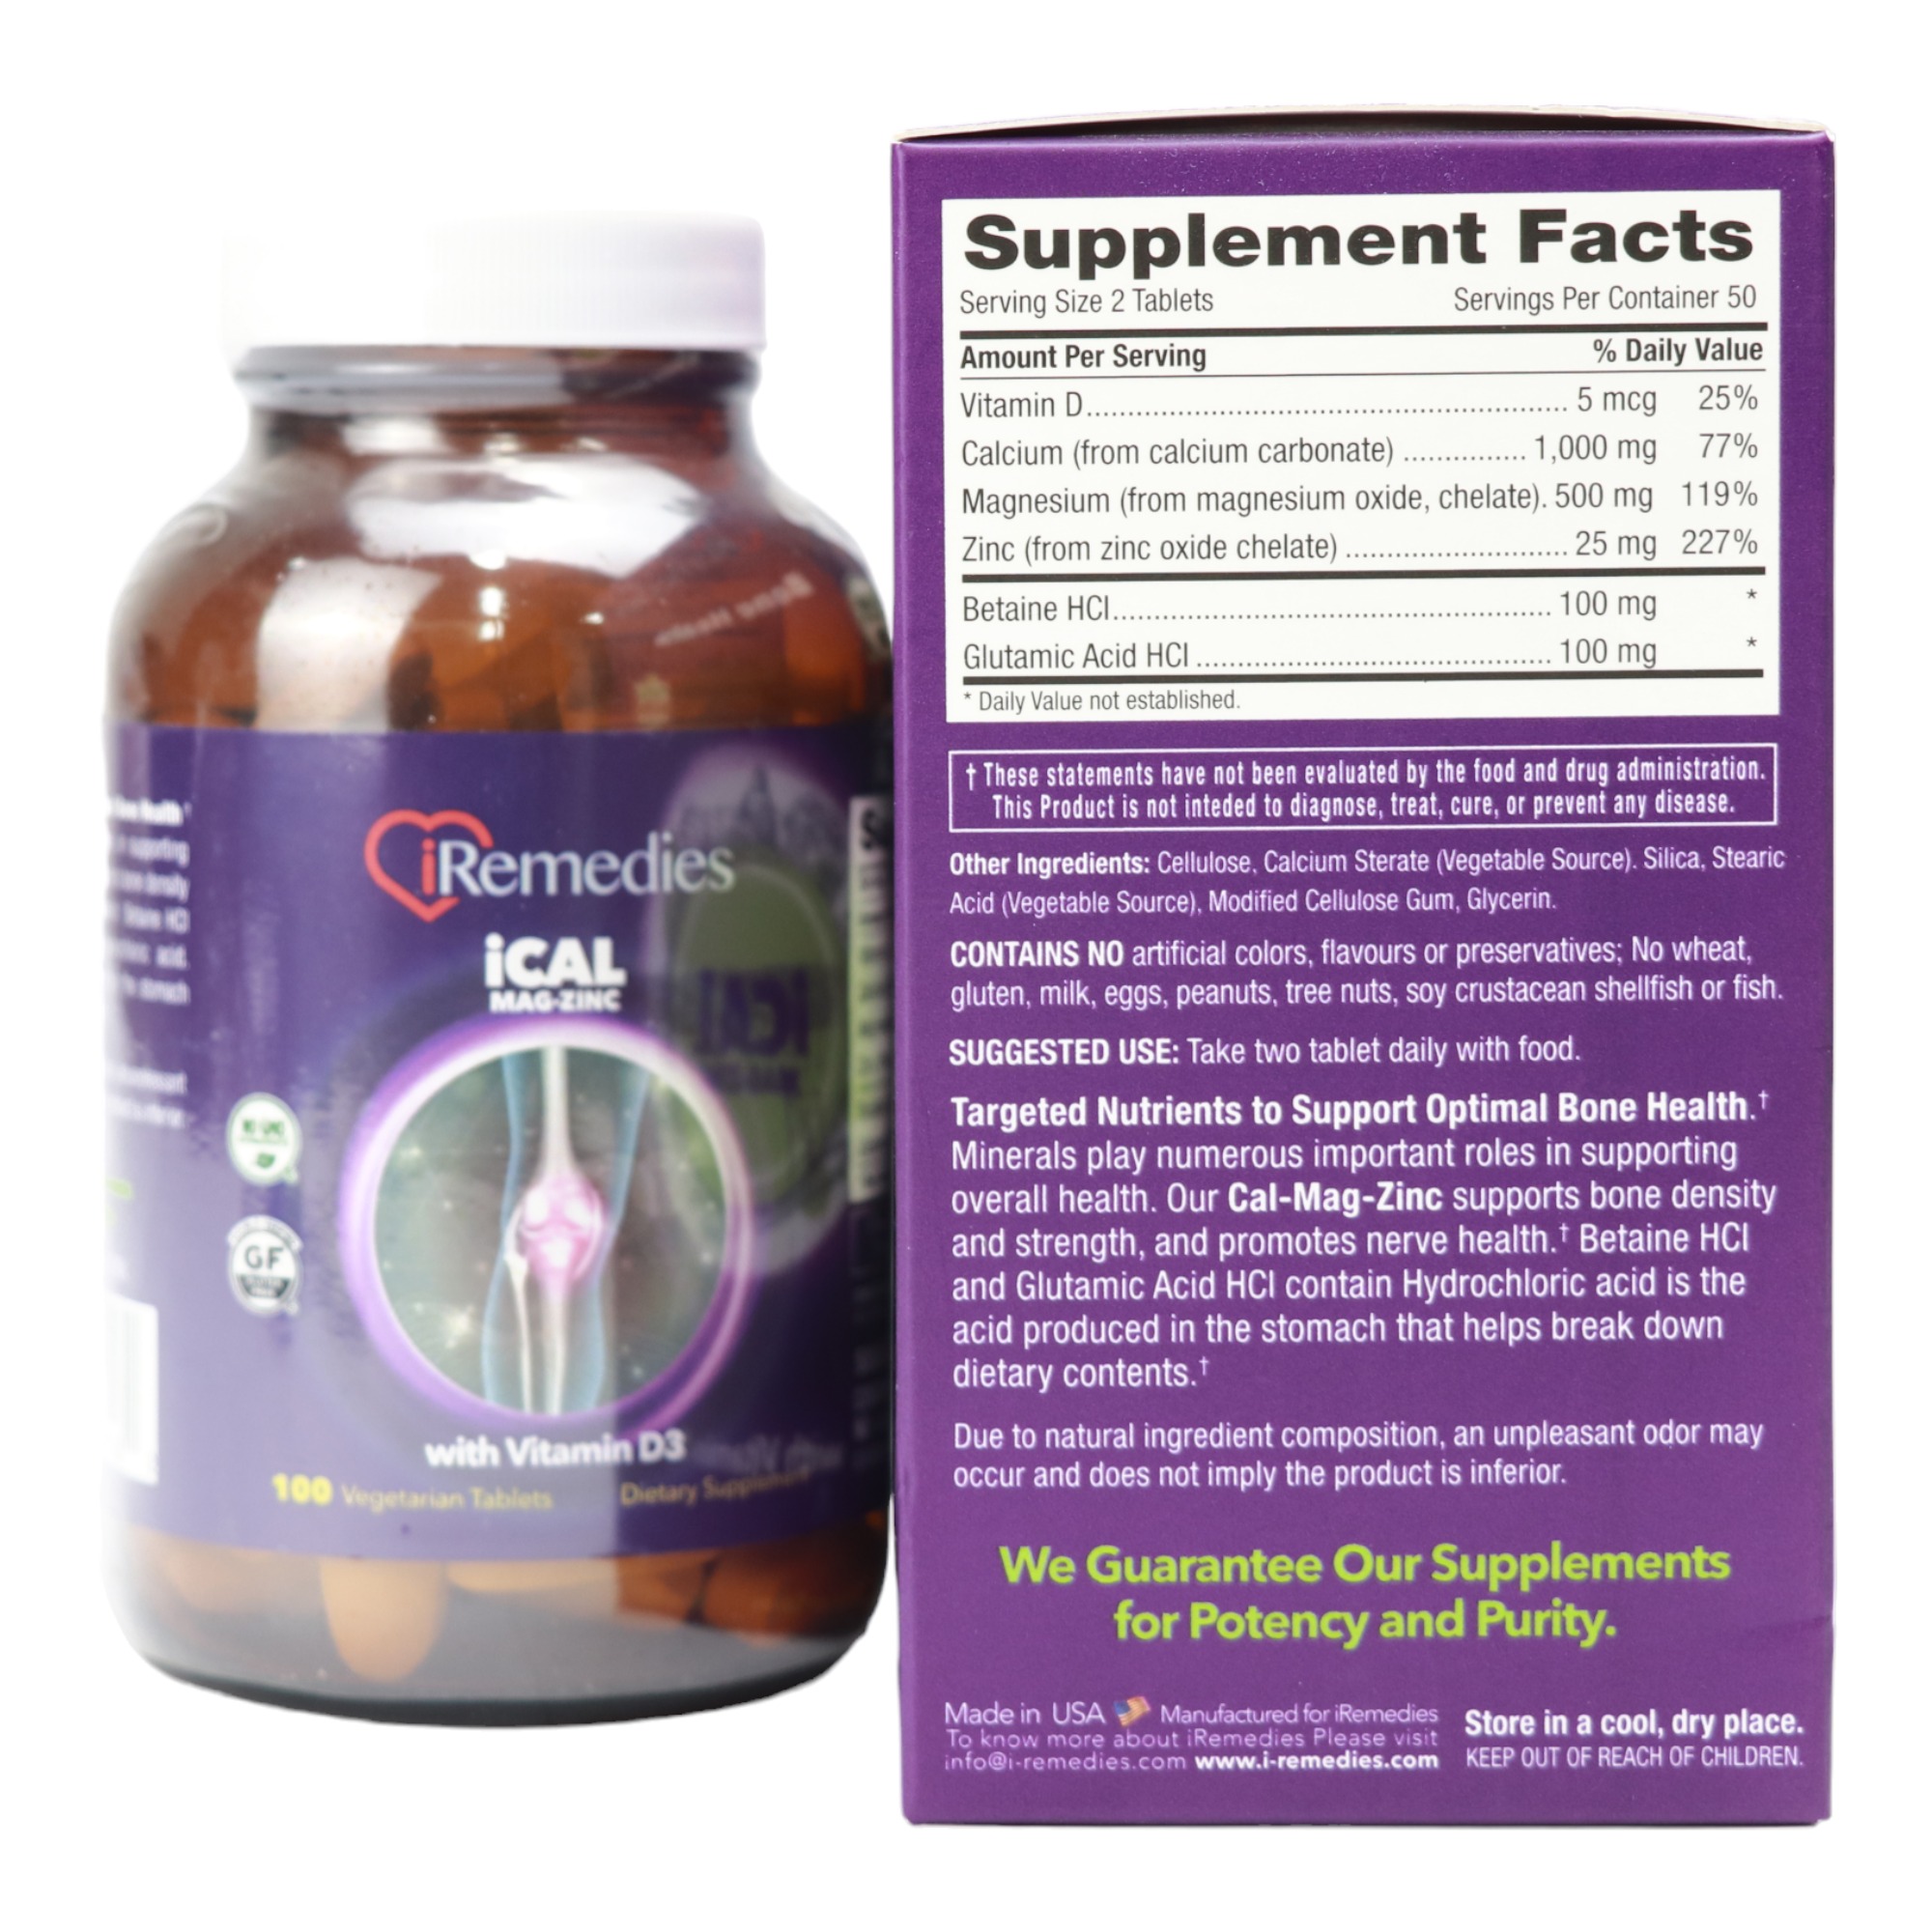 iRemedies
iCAL
MAG-ZINC
GF
with Vitamin D3
100 Vegetarian Tablets
Dietary Supplement
Supplement Facts
Serving Size 2 Tablets Servings Per Container 50
Amount Per Serving % Daily Value
Vitamin D 5 mcg 25%
Calcium (from calcium carbonate) 1,000 mg 77%
Magnesium (from magnesium oxide, chelate). 500 mg 119%
Zinc (from zinc oxide chelate) 25 mg 227%
Betaine HCl 100 mg *
Glutamic Acid HCl 100 mg *
* Daily Value not established.
† These statements have not been evaluated by the food and drug administration.
This Product is not inteded to diagnose, treat, cure, or prevent any disease.
Other Ingredients: Cellulose, Calcium Sterate (Vegetable Source). Silica, Stearic
Acid (Vegetable Source), Modified Cellulose Gum, Glycerin.
CONTAINS NO artificial colors, flavours or preservatives; No wheat,
gluten, milk, eggs, peanuts, tree nuts, soy crustacean shellfish or fish.
SUGGESTED USE: Take two tablet daily with food.
Targeted Nutrients to Support Optimal Bone Health.†
Minerals play numerous important roles in supporting
overall health. Our Cal-Mag-Zinc supports bone density
and strength, and promotes nerve health.† Betaine HCl
and Glutamic Acid HCl contain Hydrochloric acid is the
acid produced in the stomach that helps break down
dietary contents.†
Due to natural ingredient composition, an unpleasant odor may
occur and does not imply the product is inferior.
We Guarantee Our Supplements
for Potency and Purity.
Made in USA Manufactured for iRemedies
To know more about iRemedies Please visit
info@i-remedies.com www.i-remedies.com
Store in a cool, dry place.
KEEP OUT OF REACH OF CHILDREN.